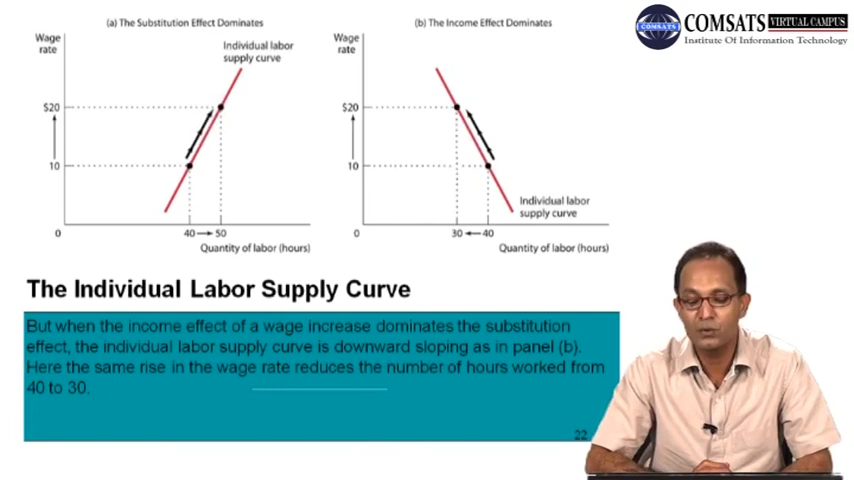 (a) The Substitution Effect Dominates
Wage
rate
Individual labor
supply curve
$20
10
0
40 50
Quantity of labor (hours)
(b) The Income Effect Dominates
Wage
rate
$20
10
Individual labor
supply curve
0
30 40
Quantity of labor (hours)
COMSATS
COMSATS VIRTUAL CAMPUS
Institute Of Information Technology
The Individual Labor Supply Curve
But when the income effect of a wage increase dominates the substitution
effect, the individual labor supply curve is downward sloping as in panel (b).
Here the same rise in the wage rate reduces the number of hours worked from
40 to 30.
22